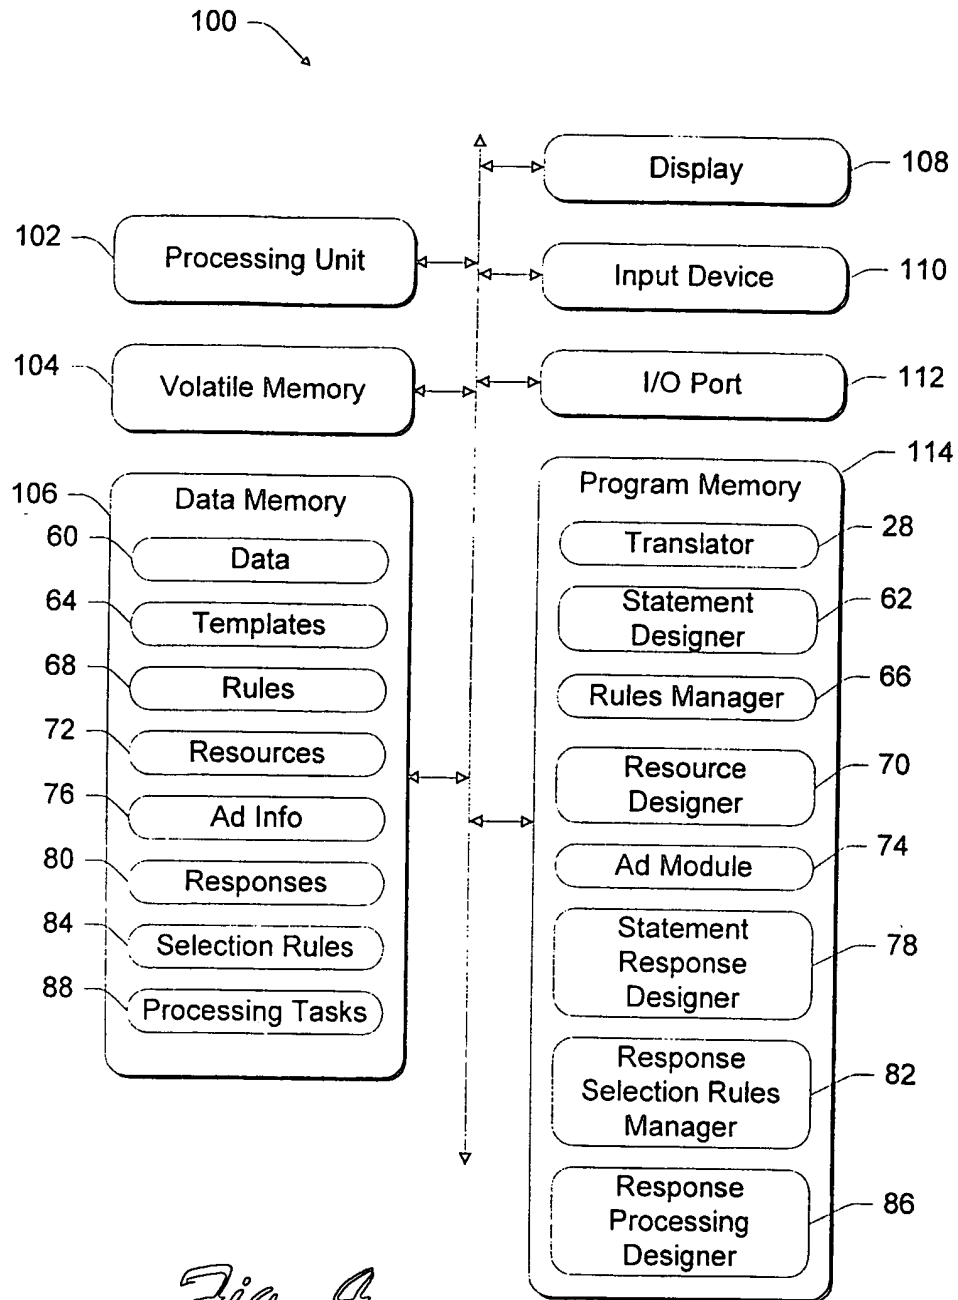 100
Display
108
102
Processing Unit
Input Device
110
104
Volatile Memory
I/O Port
112
106
Data Memory
60
Data
64
Templates
68
Rules
72
Resources
76
Ad Info
80
Responses
84
Selection Rules
88
Processing Tasks
114
Program Memory
Translator
28
Statement
Designer
62
Rules Manager
66
Resource
Designer
70
Ad Module
74
Statement
Response
Designer
78
Response
Selection Rules
Manager
82
Response
Processing
Designer
86
Fig.